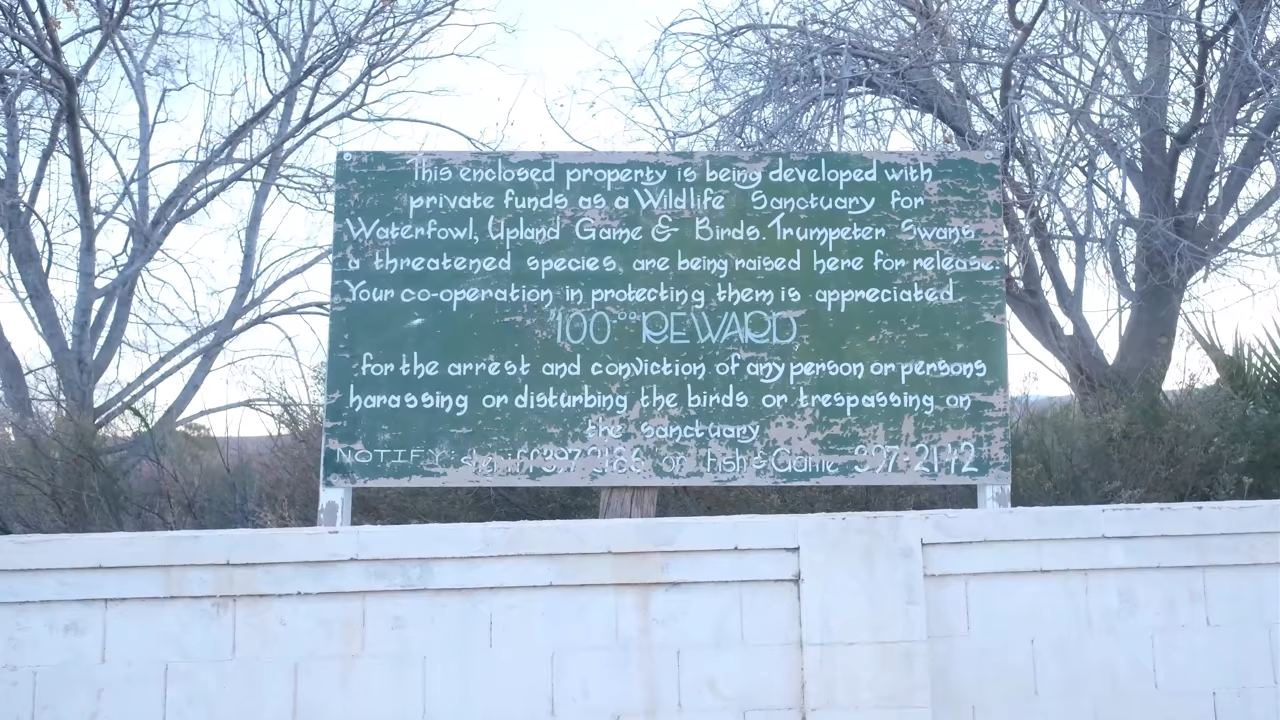 This enclosed property is being developed with
private funds as a Wildlife Sanctuary for
Waterfowl, Upland Game & Birds. Trumpeter Swans
a threatened species, are being raised here for release.
Your co-operation in protecting them is appreciated
$100°° REWARD
for the arrest and conviction of any person or persons
harassing or disturbing the birds or trespassing on
the sanctuary
NOTIFY 397-2186 or Fish & Game 397-2142